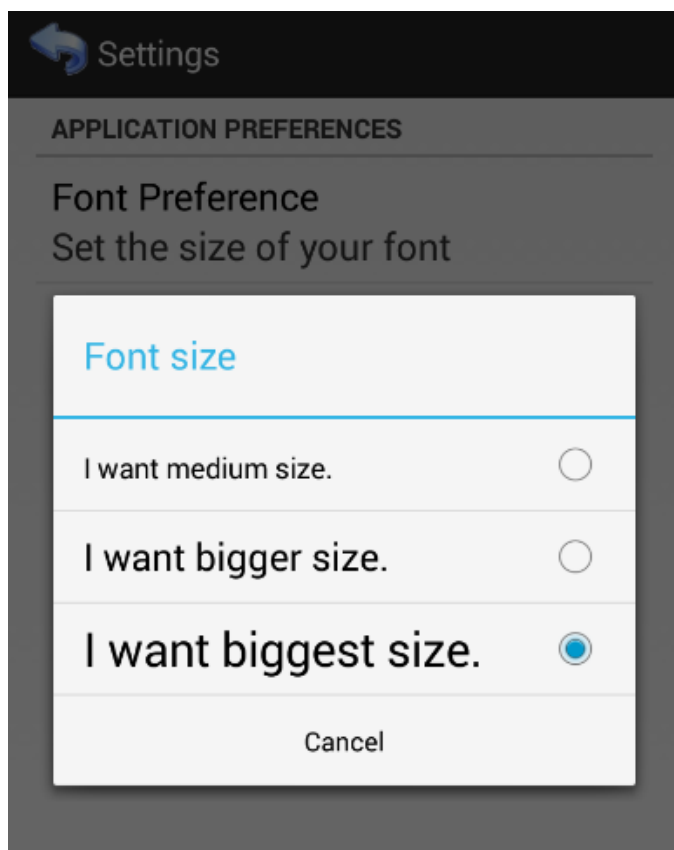 Settings
APPLICATION PREFERENCES
Font Preference
Set the size of your font
Font size
I want medium size.
I want bigger size.
I want biggest size.
Cancel